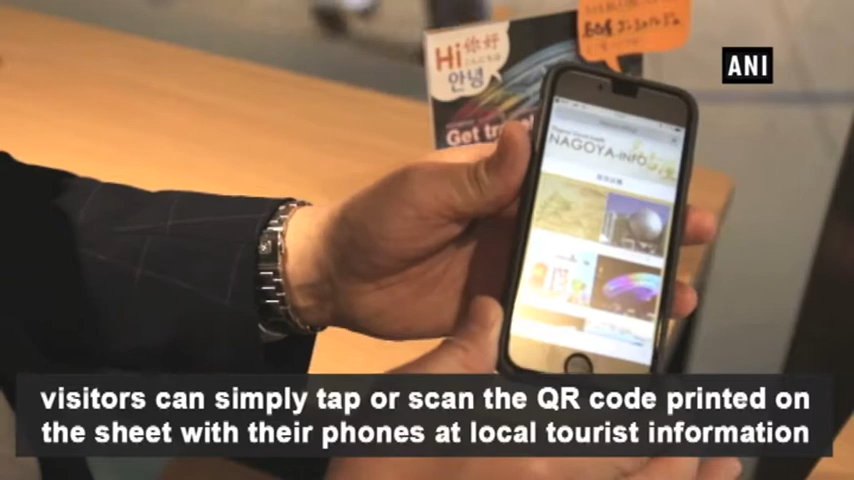 ANI
Hi
你好
안녕
Get travel
NAGOYA-INFO
visitors can simply tap or scan the QR code printed on
the sheet with their phones at local tourist information